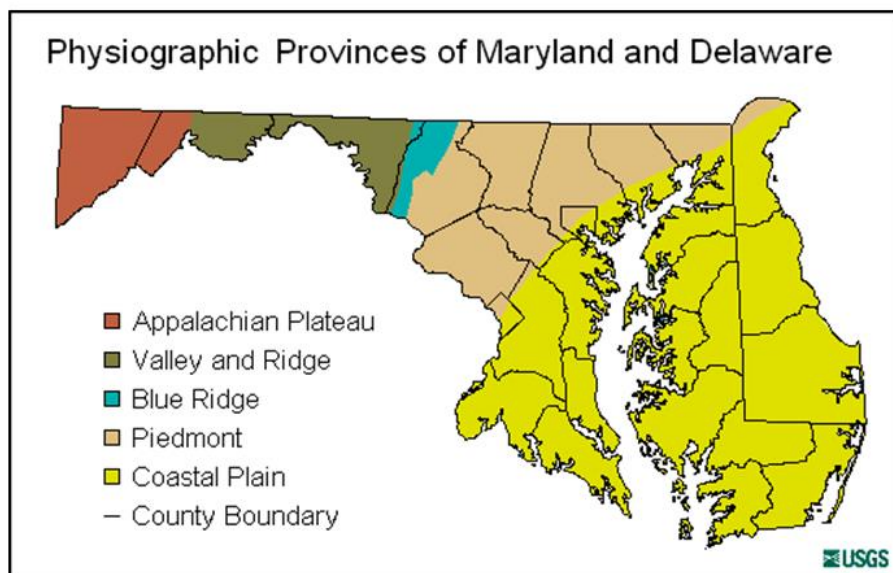 Physiographic Provinces of Maryland and Delaware
Appalachian Plateau
Valley and Ridge
Blue Ridge
Piedmont
Coastal Plain
County Boundary
USGS